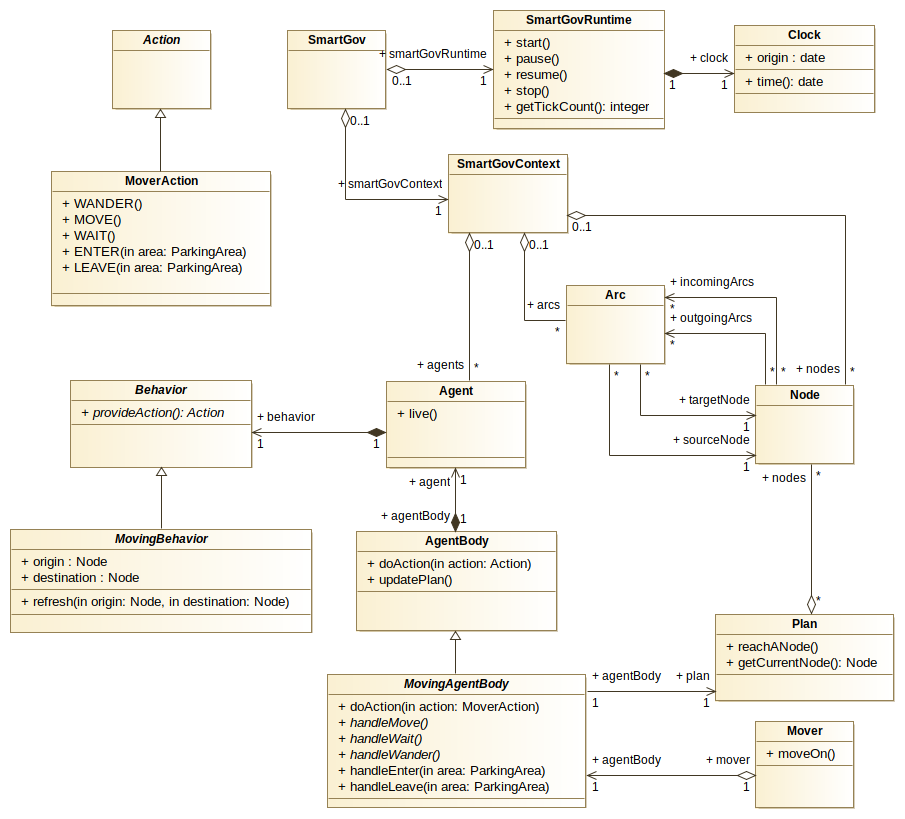 Action
SmartGov
+ smartGovRuntime
0..1
1
SmartGovRuntime
+ start()
+ pause()
+ resume()
+ stop()
+ getTickCount(): integer
+ clock
1
1
Clock
+ origin : date
+ time(): date
0..1
+ smartGovContext
1
MoverAction
+ WANDER()
+ MOVE()
+ WAIT()
+ ENTER(in area: ParkingArea)
+ LEAVE(in area: ParkingArea)
SmartGovContext
0..1
0..1
0..1
+ arcs
*
Arc
+ incomingArcs
*
+ outgoingArcs
*
* *
+ nodes
*
+ agents
*
*
*
+ targetNode
1
+ sourceNode
1
Node
+ nodes
*
Behavior
+ provideAction(): Action
+ behavior
1
1
Agent
+ live()
+ agent
1
+ agentBody
1
MovingBehavior
+ origin : Node
+ destination : Node
+ refresh(in origin: Node, in destination: Node)
AgentBody
+ doAction(in action: Action)
+ updatePlan()
*
Plan
+ reachANode()
+ getCurrentNode(): Node
MovingAgentBody
+ doAction(in action: MoverAction)
+ handleMove()
+ handleWait()
+ handleWander()
+ handleEnter(in area: ParkingArea)
+ handleLeave(in area: ParkingArea)
+ agentBody
+ plan
1
1
+ agentBody
+ mover
1
1
Mover
+ moveOn()